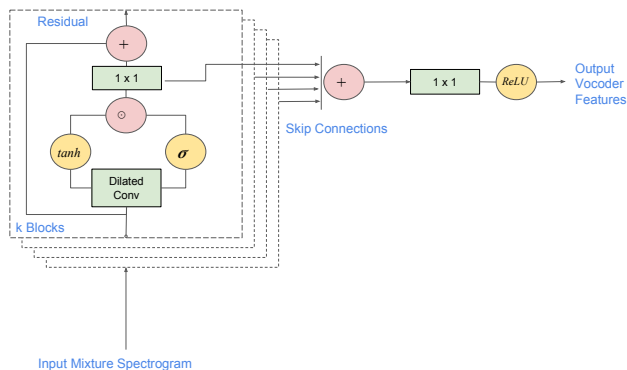 Residual
+
1 x 1
⊙
tanh
σ
Dilated
Conv
k Blocks
Skip Connections
+
1 x 1
ReLU
Output
Vocoder
Features
Input Mixture Spectrogram